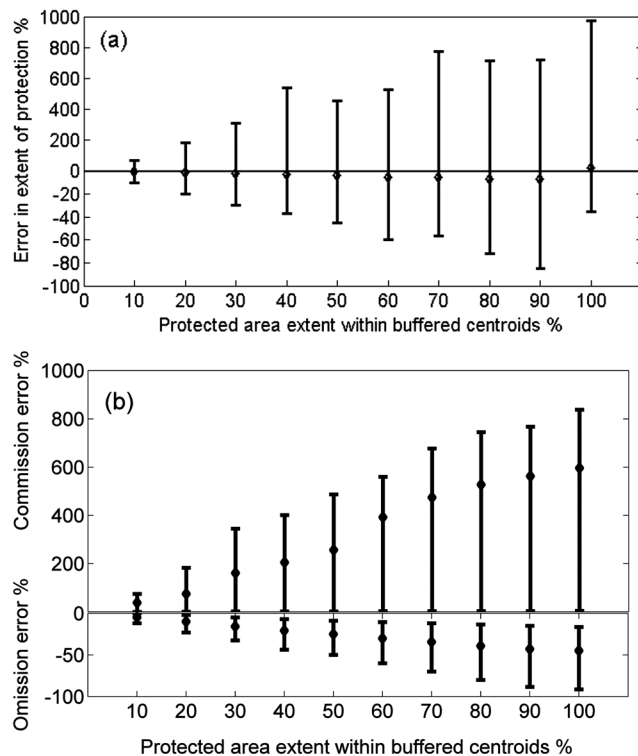 (a)
Error in extent of protection %
1000
800
600
400
200
0
-20
-40
-60
-80
-100
0 10 20 30 40 50 60 70 80 90 100
Protected area extent within buffered centroids %
(b)
Commission error %
1000
800
600
400
200
0
Omission error %
-50
-100
10 20 30 40 50 60 70 80 90 100
Protected area extent within buffered centroids %